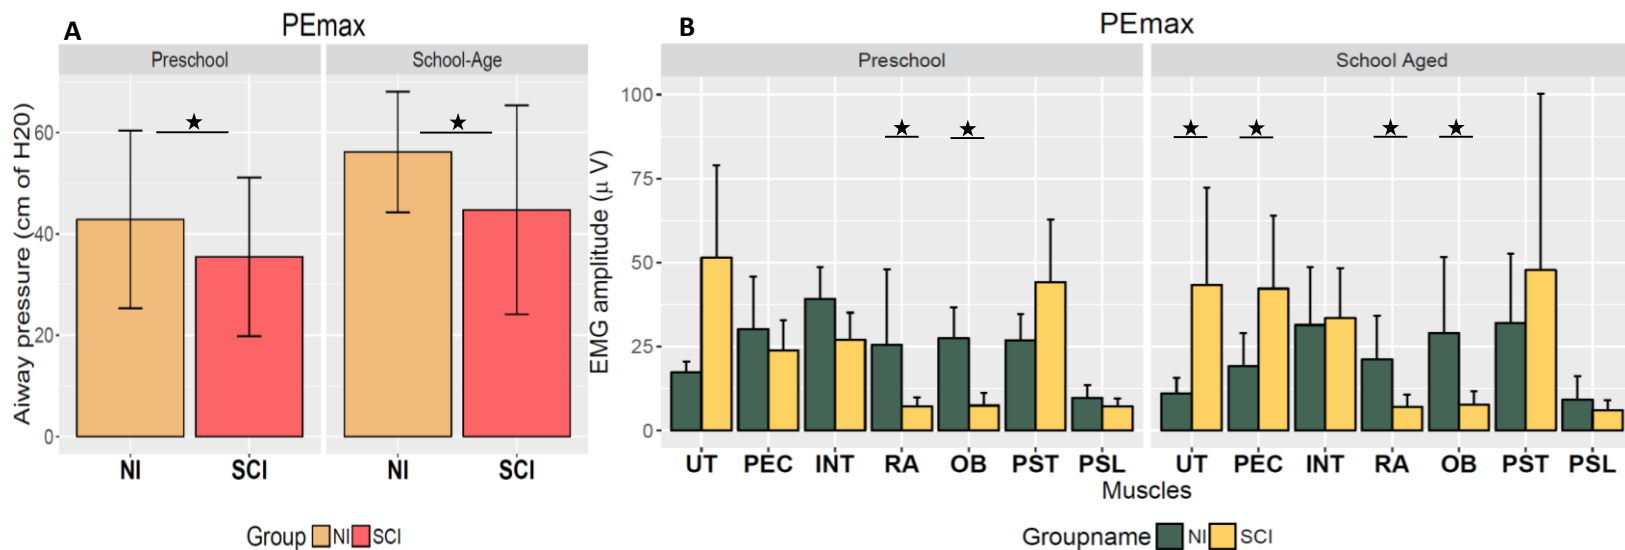 A
PEmax
Preschool
School-Age
Aiway pressure (cm of H20)
60
40
20
0
NI
SCI
NI
SCI
Group NI SCI
B
PEmax
Preschool
School Aged
EMG amplitude (μ V)
100
75
50
25
0
UT PEC INT RA OB PST PSL
UT PEC INT RA OB PST PSL
Muscles
Groupname NI SCI